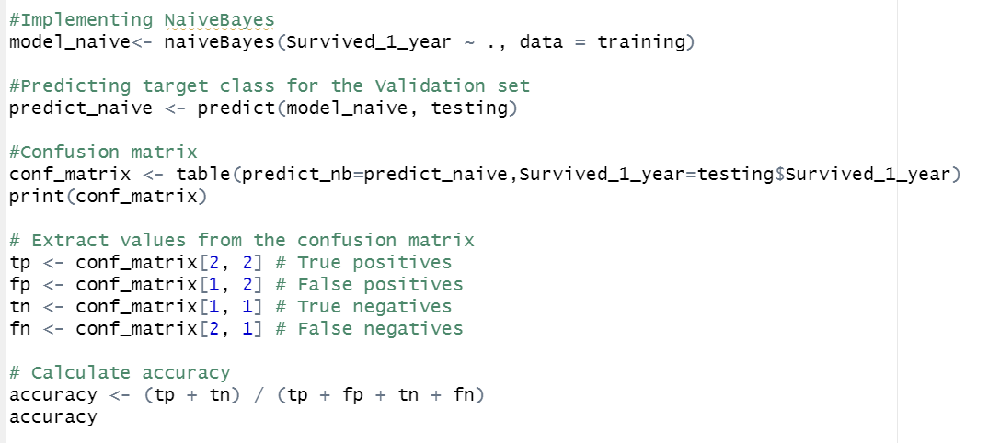 #Implementing NaiveBayes
model_naive<- naiveBayes(Survived_1_year ~ ., data = training)
#Predicting target class for the Validation set
predict_naive <- predict(model_naive, testing)
#Confusion matrix
conf_matrix <- table(predict_nb=predict_naive,Survived_1_year=testing$Survived_1_year)
print(conf_matrix)
# Extract values from the confusion matrix
tp <- conf_matrix[2, 2] # True positives
fp <- conf_matrix[1, 2] # False positives
tn <- conf_matrix[1, 1] # True negatives
fn <- conf_matrix[2, 1] # False negatives
# Calculate accuracy
accuracy <- (tp + tn) / (tp + fp + tn + fn)
accuracy